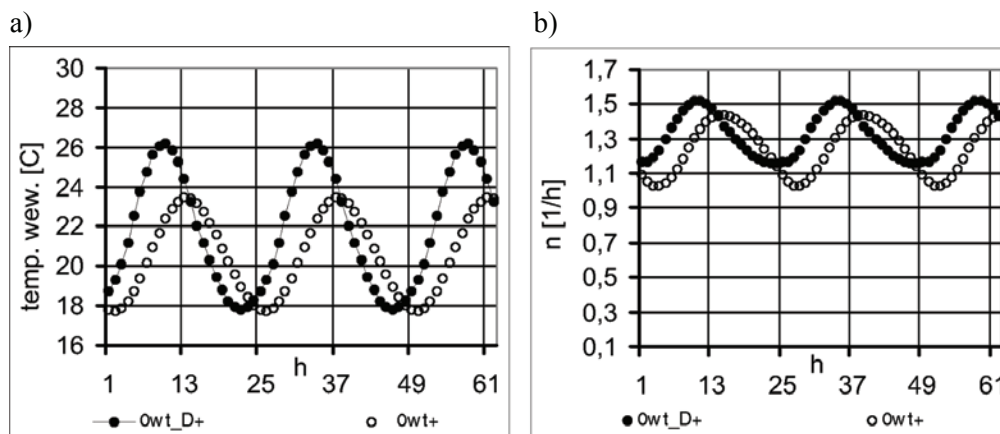 a)
30
28
26
24
22
20
18
16
temp. wew. [C]
h
1 13 25 37 49 61
0wt_D+ 0wt+
b)
1,7
1,5
1,3
1,1
0,9
0,7
0,5
0,3
0,1
n [1/h]
h
1 13 25 37 49 61
0wt_D+ 0wt+